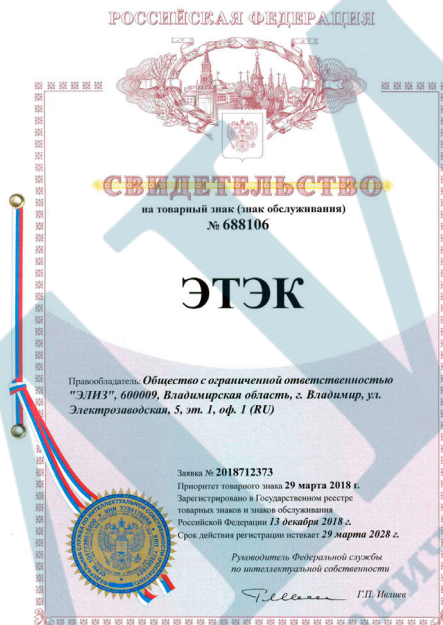 РОССИЙСКАЯ ФЕДЕРАЦИЯ
СВИДЕТЕЛЬСТВО
на товарный знак (знак обслуживания)
№ 688106
ЭТЭК
Правообладатель: Общество с ограниченной ответственностью
"ЭЛИЗ", 600009, Владимирская область, г. Владимир, ул.
Электрозаводская, 5, эт. 1, оф. 1 (RU)
Заявка № 2018712373
Приоритет товарного знака 29 марта 2018 г.
Зарегистрировано в Государственном реестре
товарных знаков и знаков обслуживания
Российской Федерации 13 декабря 2018 г.
Срок действия регистрации истекает 29 марта 2028 г.
Руководитель Федеральной службы
по интеллектуальной собственности
Г.П. Ивлиев